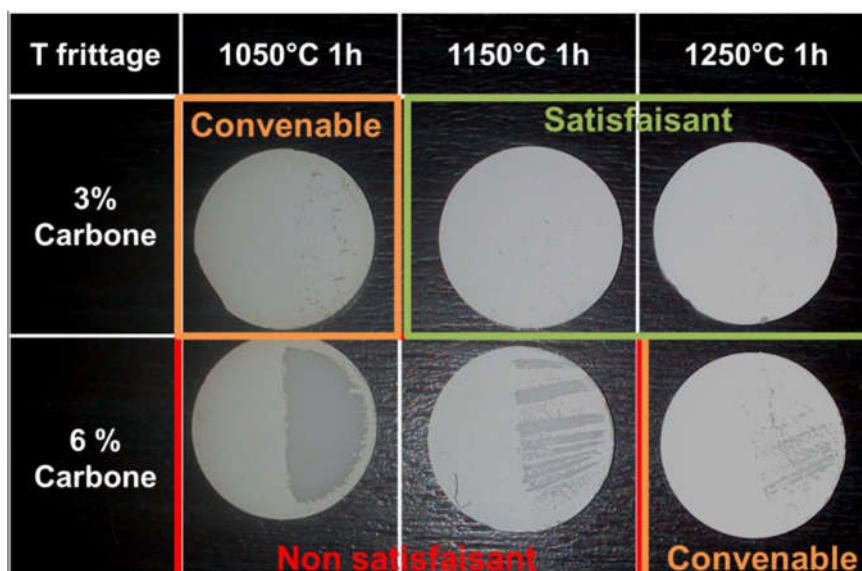 T frittage
1050°C 1h
1150°C 1h
1250°C 1h
Convenable
Satisfaisant
3%
Carbone
6 %
Carbone
Non satisfaisant
Convenable